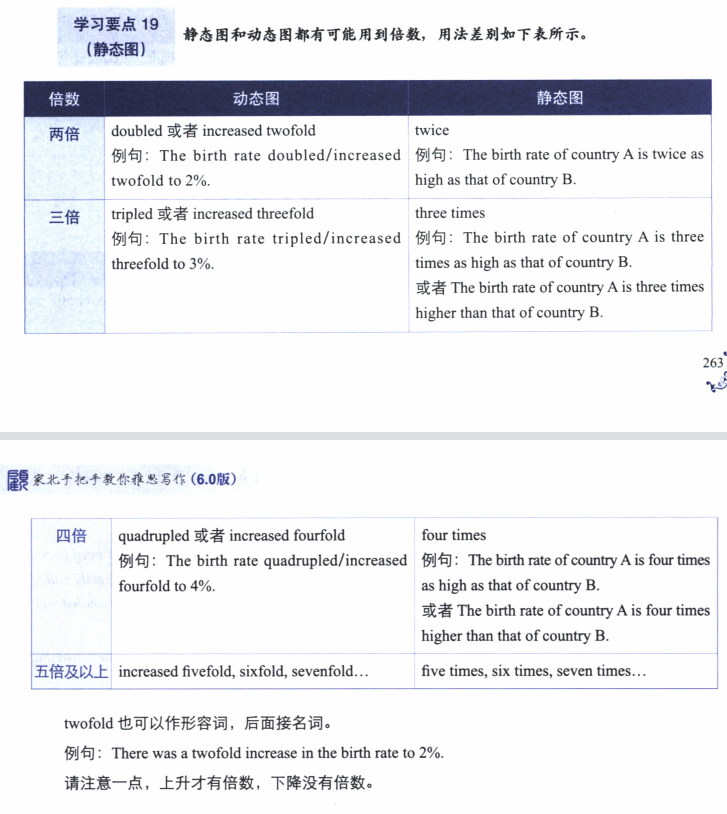 学习要点 19
（静态图）
静态图和动态图都有可能用到倍数，用法差别如下表所示。
倍数 动态图 静态图
两倍 doubled 或者 increased twofold twice
例句：The birth rate doubled/increased 例句：The birth rate of country A is twice as
twofold to 2%. high as that of country B.
三倍 tripled 或者 increased threefold three times
例句：The birth rate tripled/increased 例句：The birth rate of country A is three
threefold to 3%. times as high as that of country B.
或者 The birth rate of country A is three times
higher than that of country B.
263
顧家北手把手教你雅思写作（6.0版）
四倍 quadrupled 或者 increased fourfold four times
例句：The birth rate quadrupled/increased 例句：The birth rate of country A is four times
fourfold to 4%. as high as that of country B.
或者 The birth rate of country A is four times
higher than that of country B.
五倍及以上 increased fivefold, sixfold, sevenfold… five times, six times, seven times…
twofold 也可以作形容词，后面接名词。
例句：There was a twofold increase in the birth rate to 2%.
请注意一点，上升才有倍数，下降没有倍数。